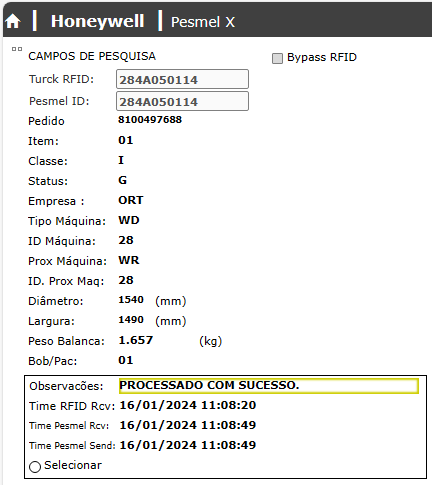 Honeywell Pesmel X
CAMPOS DE PESQUISA Bypass RFID
Turck RFID: 284A050114
Pesmel ID: 284A050114
Pedido 8100497688
Item: 01
Classe: I
Status: G
Empresa : ORT
Tipo Máquina: WD
ID Máquina: 28
Prox Máquina: WR
ID. Prox Maq: 28
Diâmetro: 1540 (mm)
Largura: 1490 (mm)
Peso Balanca: 1.657 (kg)
Bob/Pac: 01
Observacões: PROCESSADO COM SUCESSO.
Time RFID Rcv: 16/01/2024 11:08:20
Time Pesmel Rcv: 16/01/2024 11:08:49
Time Pesmel Send: 16/01/2024 11:08:49
Selecionar